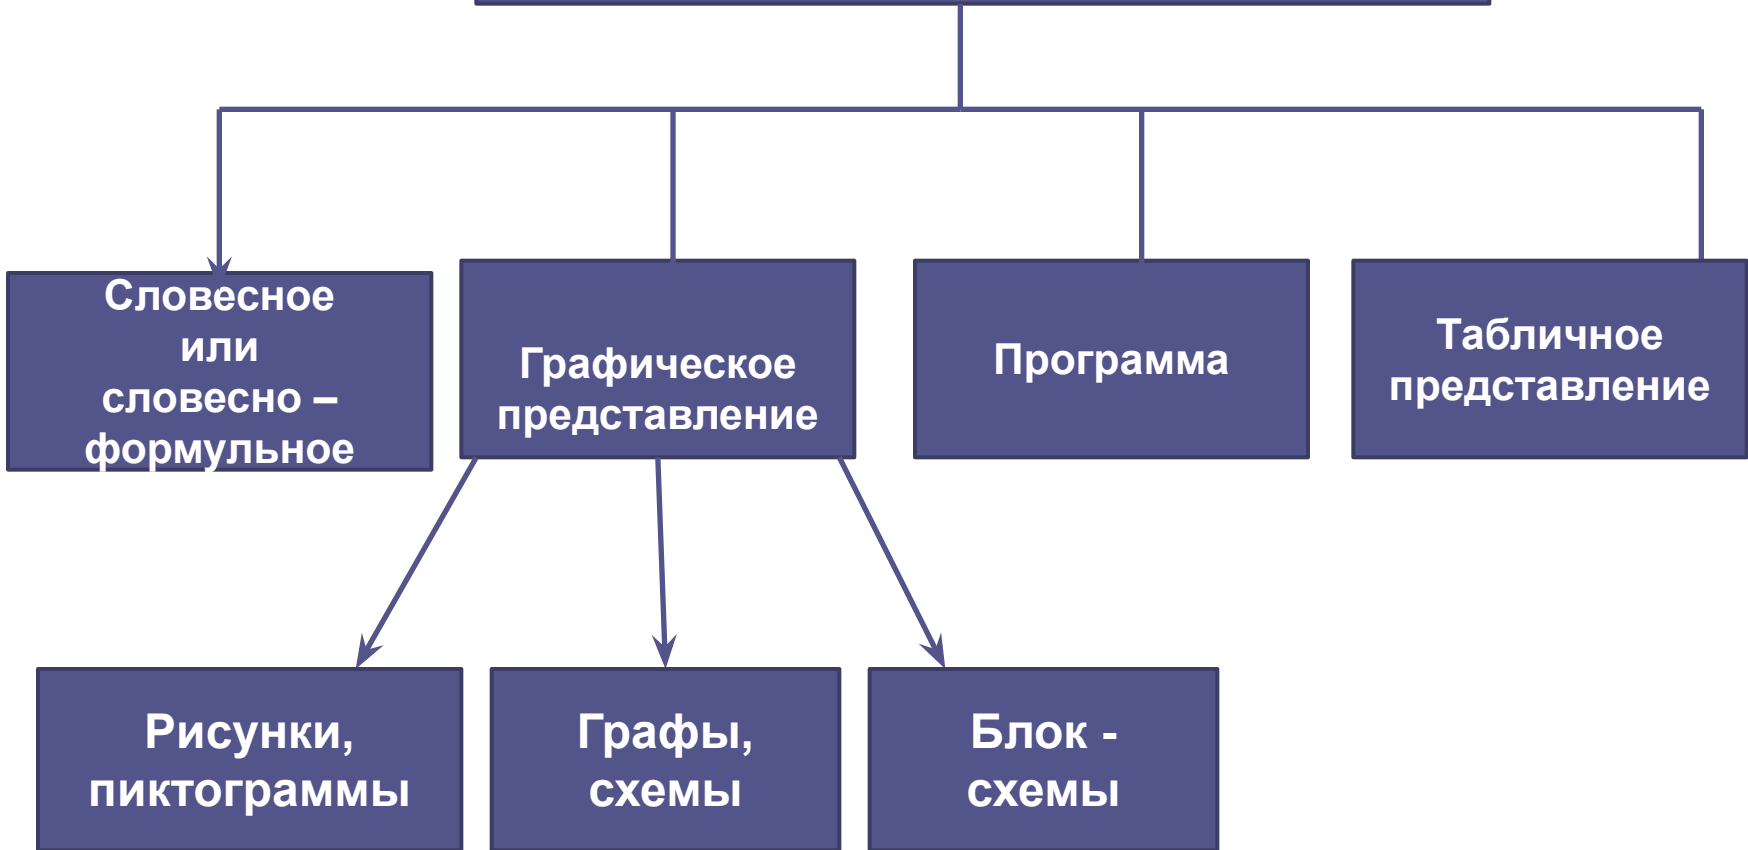 Словесное
или
словесно –
формульное
Графическое
представление
Программа
Табличное
представление
Рисунки,
пиктограммы
Графы,
схемы
Блок -
схемы